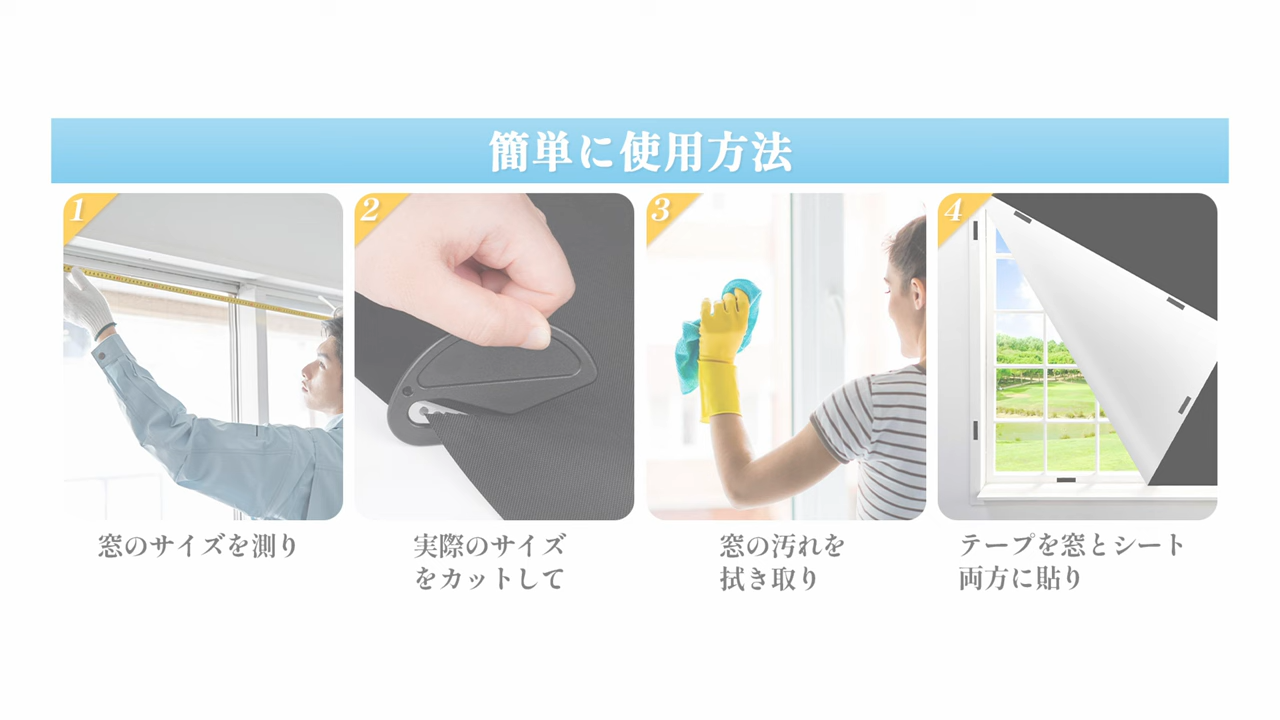 簡単に使用方法
1
2
3
4
窓のサイズを測り
実際のサイズ
をカットして
窓の汚れを
拭き取り
テープを窓とシート
両方に貼り